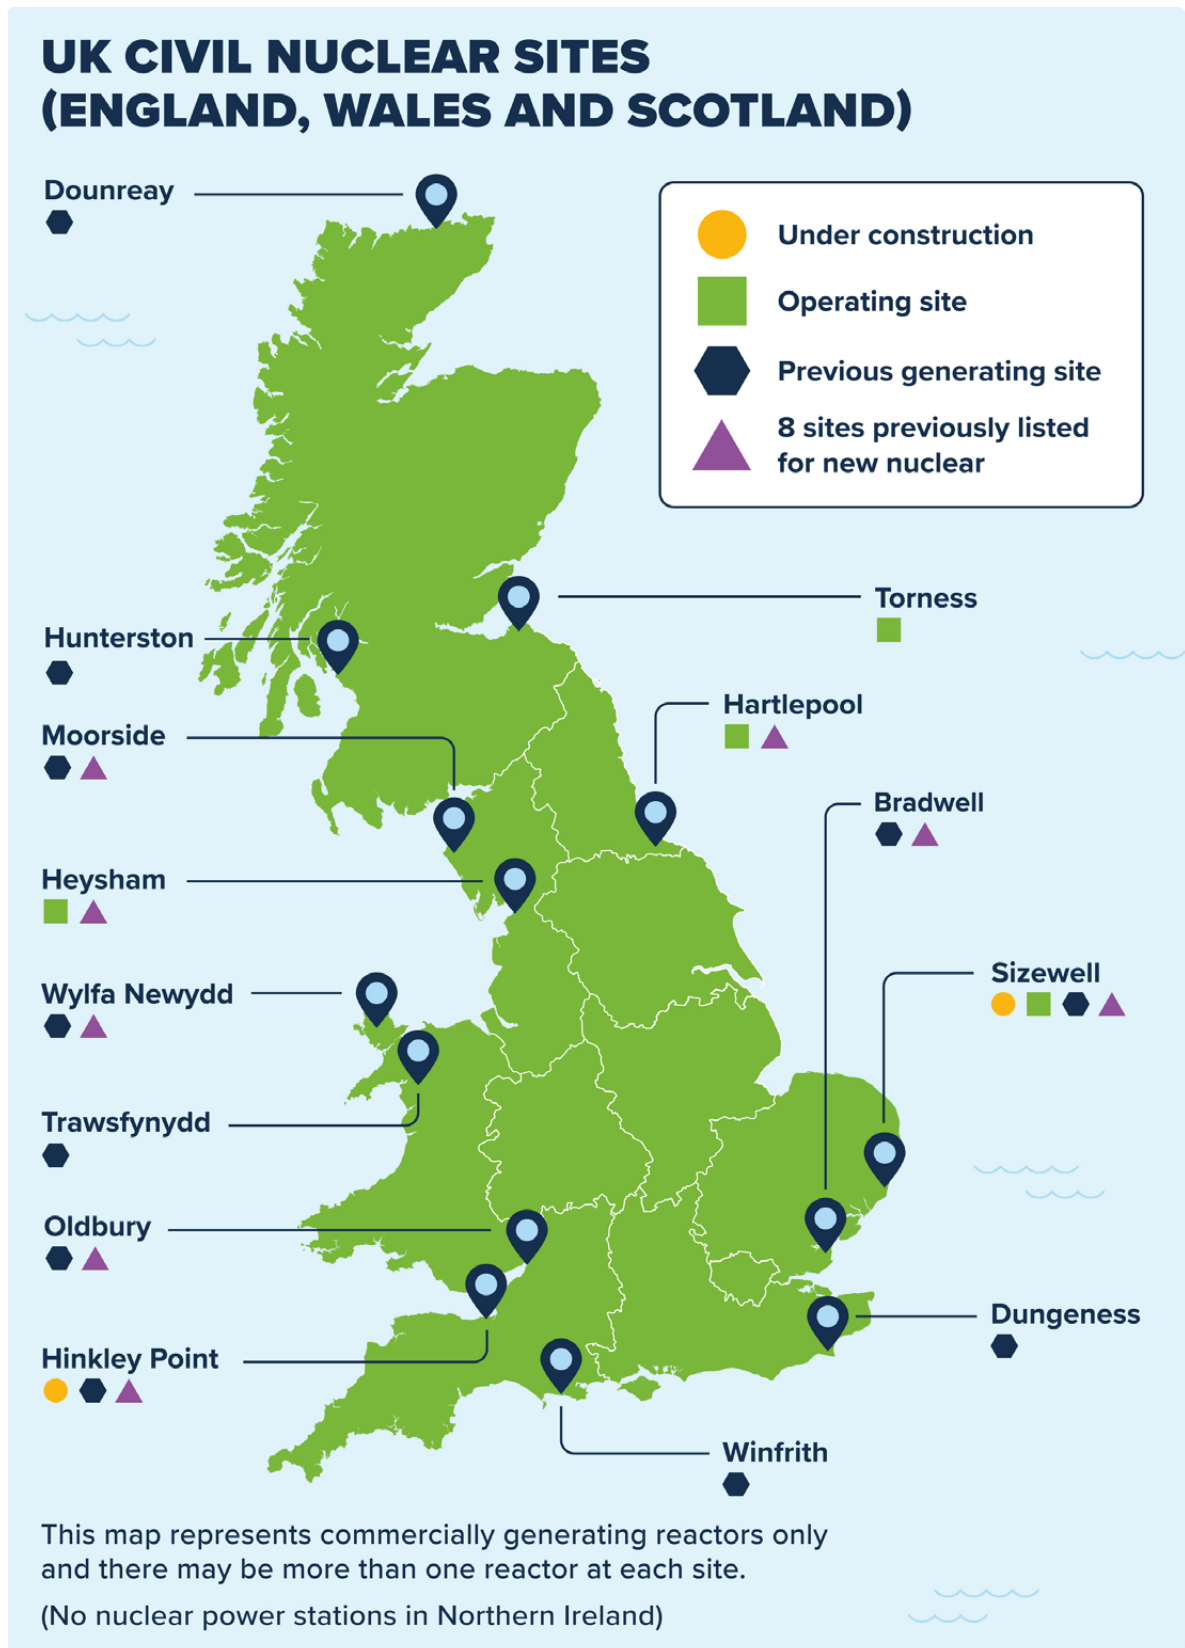 UK CIVIL NUCLEAR SITES
(ENGLAND, WALES AND SCOTLAND)
Dounreay
Under construction
Operating site
Previous generating site
8 sites previously listed
for new nuclear
Torness
Hunterston
Hartlepool
Moorside
Bradwell
Heysham
Sizewell
Wylfa Newydd
Trawsfynydd
Oldbury
Dungeness
Hinkley Point
Winfrith
This map represents commercially generating reactors only
and there may be more than one reactor at each site.
(No nuclear power stations in Northern Ireland)